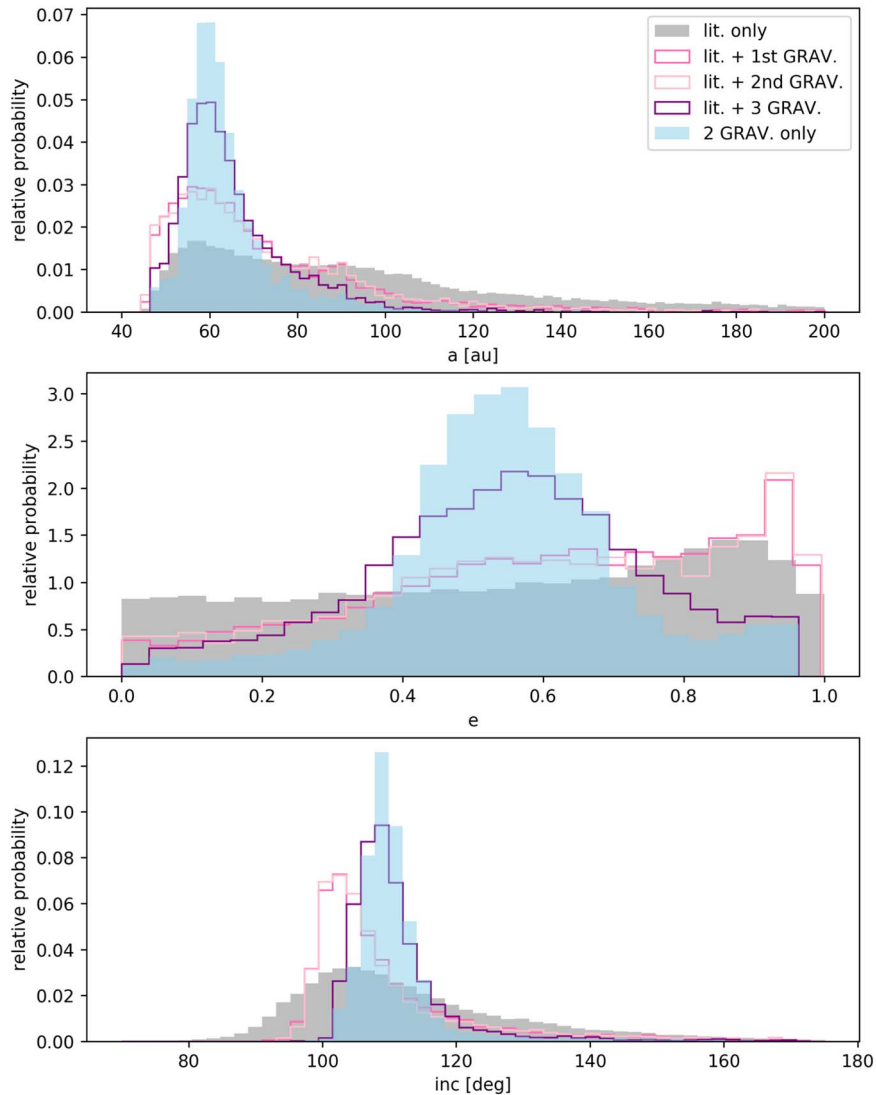 0.07
0.06
0.05
0.04
0.03
0.02
0.01
0.00
relative probability
lit. only
lit. + 1st GRAV.
lit. + 2nd GRAV.
lit. + 3 GRAV.
2 GRAV. only
40 60 80 100 120 140 160 180 200
a [au]
3.0
2.5
2.0
1.5
1.0
0.5
0.0
relative probability
0.0 0.2 0.4 0.6 0.8 1.0
e
0.12
0.10
0.08
0.06
0.04
0.02
0.00
relative probability
80 100 120 140 160 180
inc [deg]